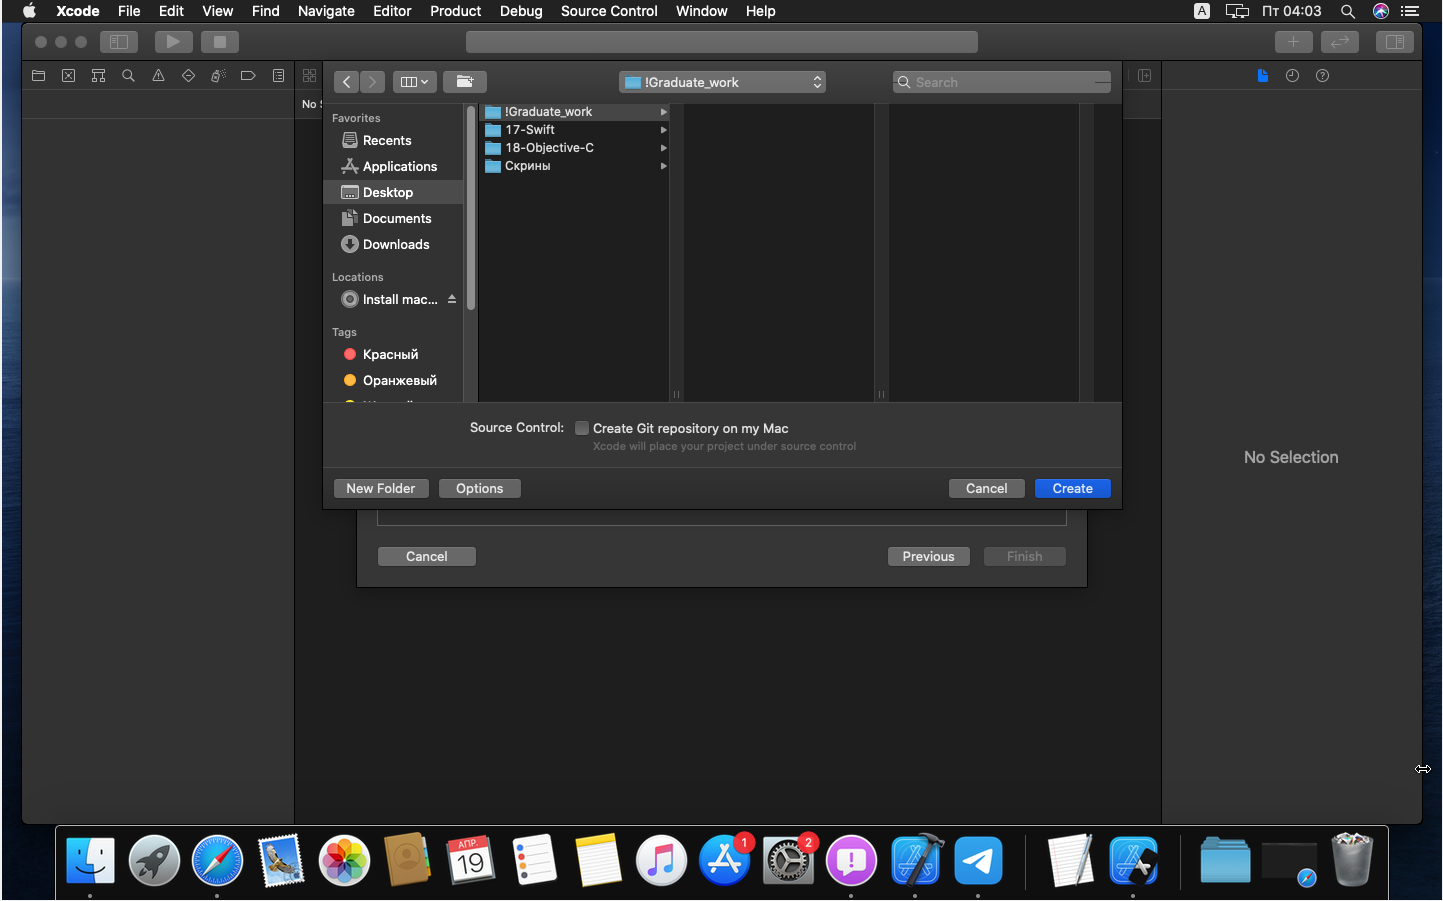 Xcode File Edit View Find Navigate Editor Product Debug Source Control Window Help A Пт 04:03
!Graduate_work Search
No S
Favorites
Recents
Applications
Desktop
Documents
Downloads
Locations
Install mac...
Tags
Красный
Оранжевый
!Graduate_work
17-Swift
18-Objective-C
Скрины
Source Control: Create Git repository on my Mac
Xcode will place your project under source control
New Folder Options Cancel Create
Cancel Previous Finish
No Selection
АПР.
19
1
2